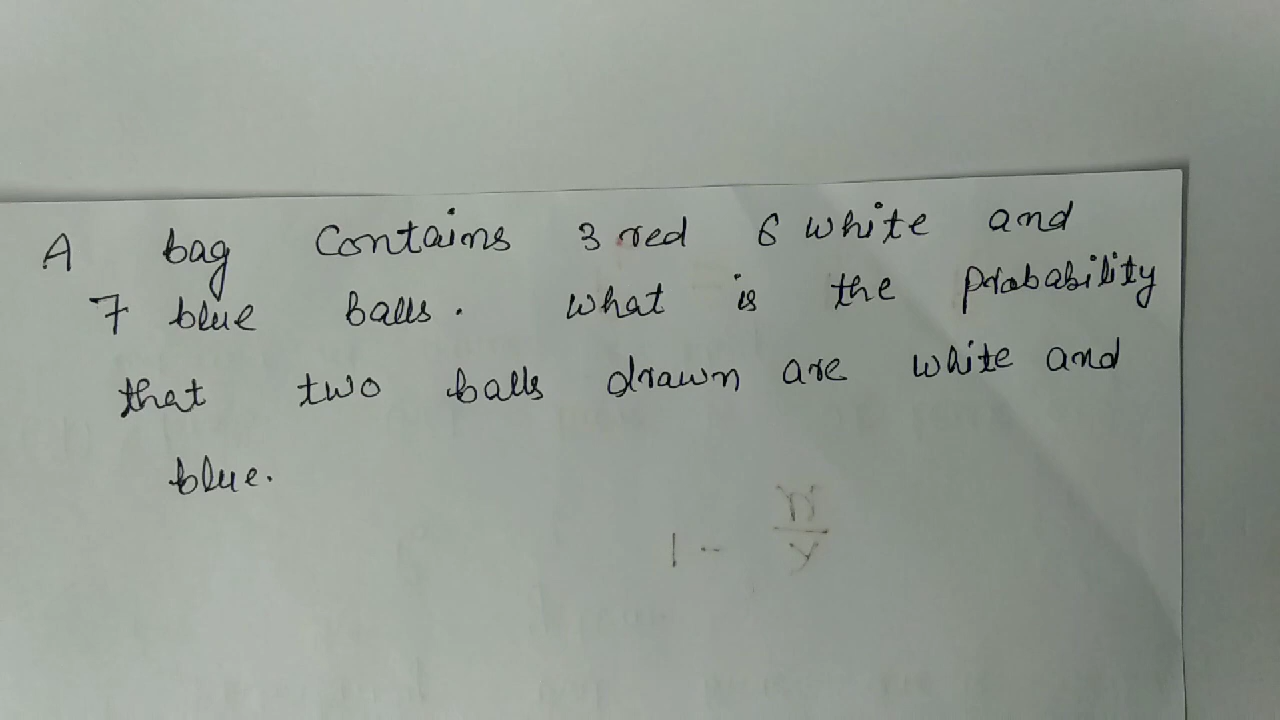 A bag Contains 3 red 6 white and
7 blue balls. What is the probability
that two balls drawn are white and
blue.